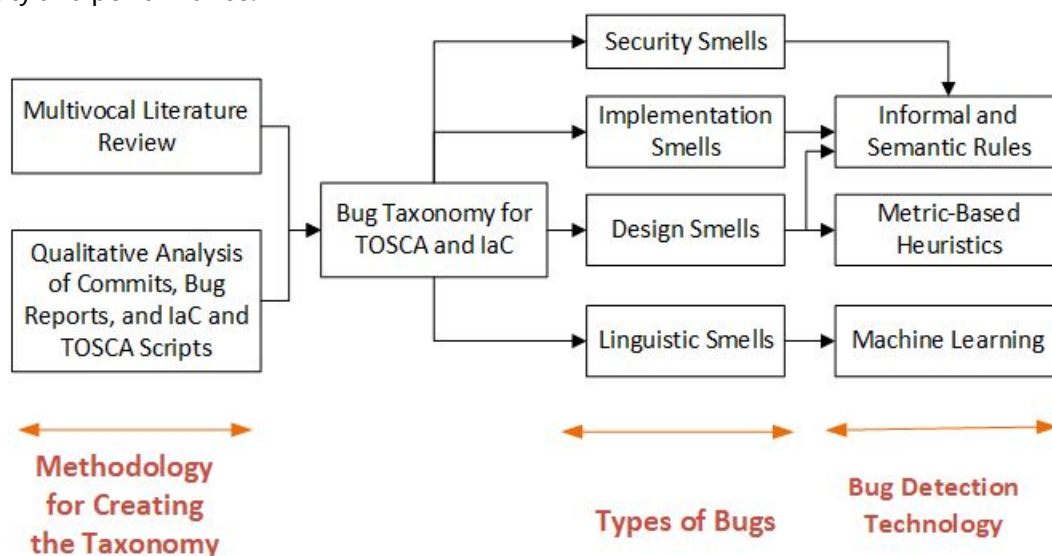 Security Smells
Multivocal Literature
Review
Implementation
Smells
Informal and
Semantic Rules
Bug Taxonomy for
TOSCA and IaC
Design Smells
Metric-Based
Heuristics
Qualitative Analysis
of Commits, Bug
Reports, and IaC and
TOSCA Scripts
Linguistic Smells
Machine Learning
Methodology
for Creating
the Taxonomy
Types of Bugs
Bug Detection
Technology